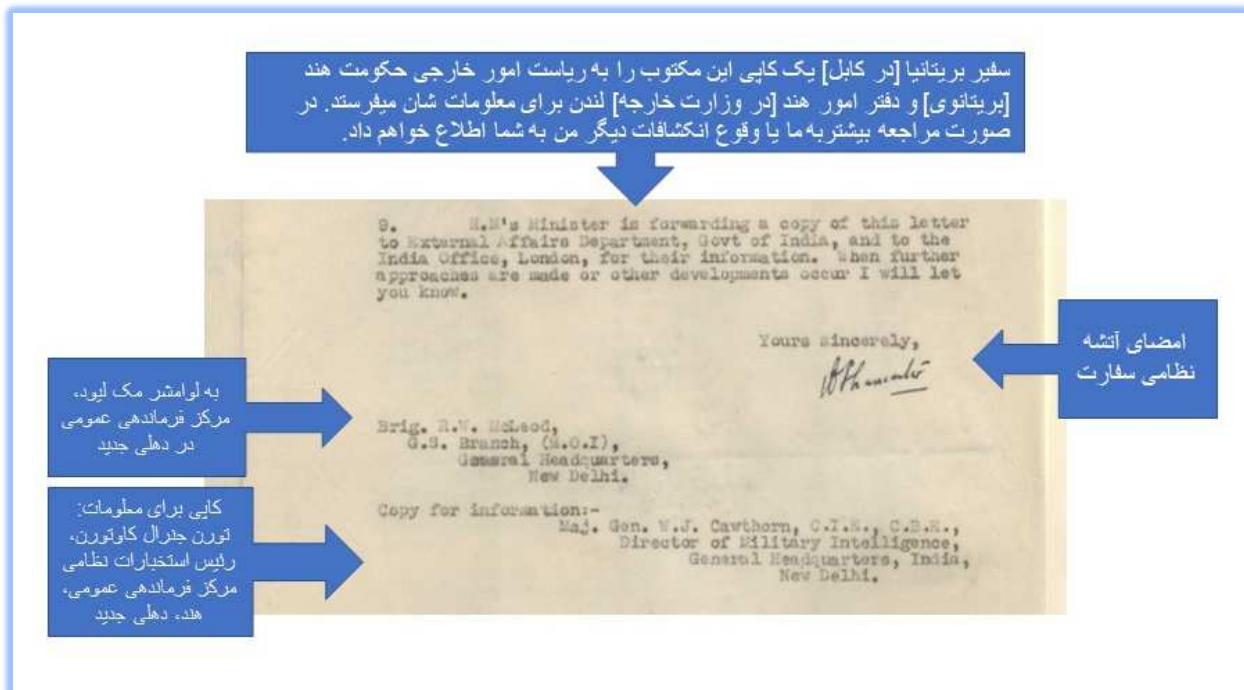 سفیر بریتانیا [در کابل] یک کاپی این مکتوب را به ریاست امور خارجی حکومت هند
[بریتانوی] و دفتر امور هند [در وزارت خارجه] لندن برای معلومات شان میفرستد. در
صورت مراجعه بیشتربه ما یا وقوع انکشافات دیگر من به شما اطلاع خواهم داد.
9. H.M's Minister is forwarding a copy of this letter
to External Affairs Department, Govt of India, and to the
India Office, London, for their information. When further
approaches are made or other developments occur I will let
you know.
Yours sincerely,
امضای آتشه
نظامی سفارت
به لوامشر مک لیود،
مرکز فرماندهی عمومی
در دهلی جدید
Brig. R.W. McLeod,
G.S. Branch, (M.O.I),
General Headquarters,
New Delhi.
کاپی برای معلومات:
تورن جنرال کاوتورن،
رئیس استخبارات نظامی
مرکز فرماندهی عمومی،
هند، دهلی جدید
Copy for information:-
Maj. Gen. W.J. Cawthorn, C.I.E., C.B.E.,
Director of Military Intelligence,
General Headquarters, India,
New Delhi.